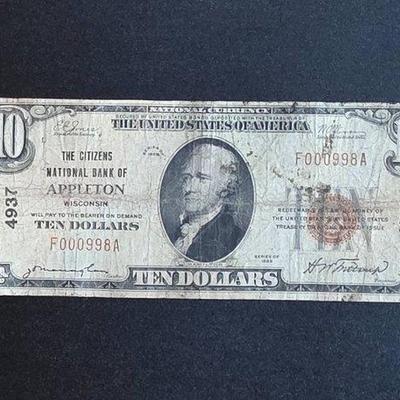 NATIONAL CURRENCY
SECURED BY UNITED STATES BONDS DEPOSITED WITH THE TREASURER OF
THE UNITED STATES OF AMERICA
10
THE CITIZENS
NATIONAL BANK OF
APPLETON
WISCONSIN
WILL PAY TO THE BEARER ON DEMAND
TEN DOLLARS
F000998A
4937
F000998A
TEN
REDEEMABLE IN LAWFUL MONEY OF
THE UNITED STATES AT UNITED STATES
TREASURY OR AT THE BANK OF ISSUE
SERIES OF
1929
TEN DOLLARS